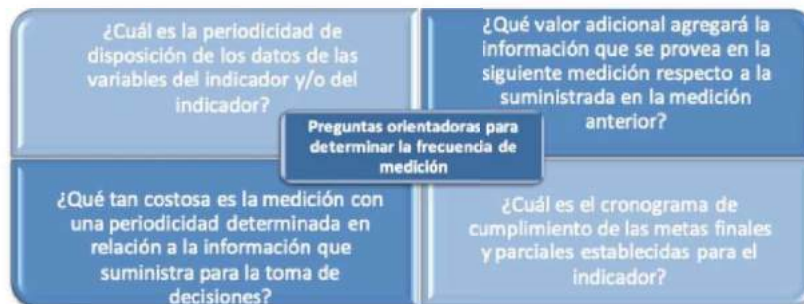 ¿Cuál es la periodicidad de
disposición de los datos de las
variables del indicador y/o del
indicador?
¿Qué valor adicional agregará la
información que se provea en la
siguiente medición respecto a la
suministrada en la medición
anterior?
Preguntas orientadoras para
determinar la frecuencia de
medición
¿Qué tan costosa es la medición con
una periodicidad determinada en
relación a la información que
suministra para la toma de
decisiones?
¿Cuál es el cronograma de
cumplimiento de las metas finales
y parciales establecidas para el
indicador?